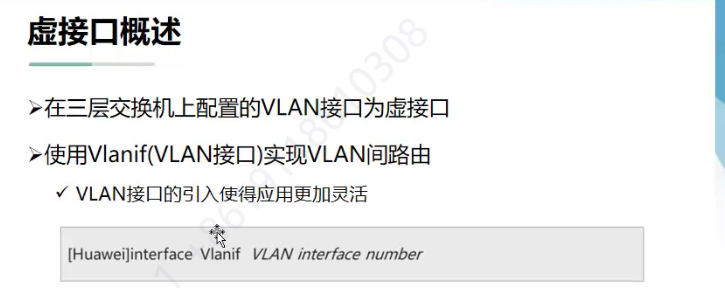 虚接口概述
➢在三层交换机上配置的VLAN接口为虚接口
➢使用Vlanif(VLAN接口)实现VLAN间路由
✓ VLAN接口的引入使得应用更加灵活
[Huawei]interface Vlanif VLAN interface number